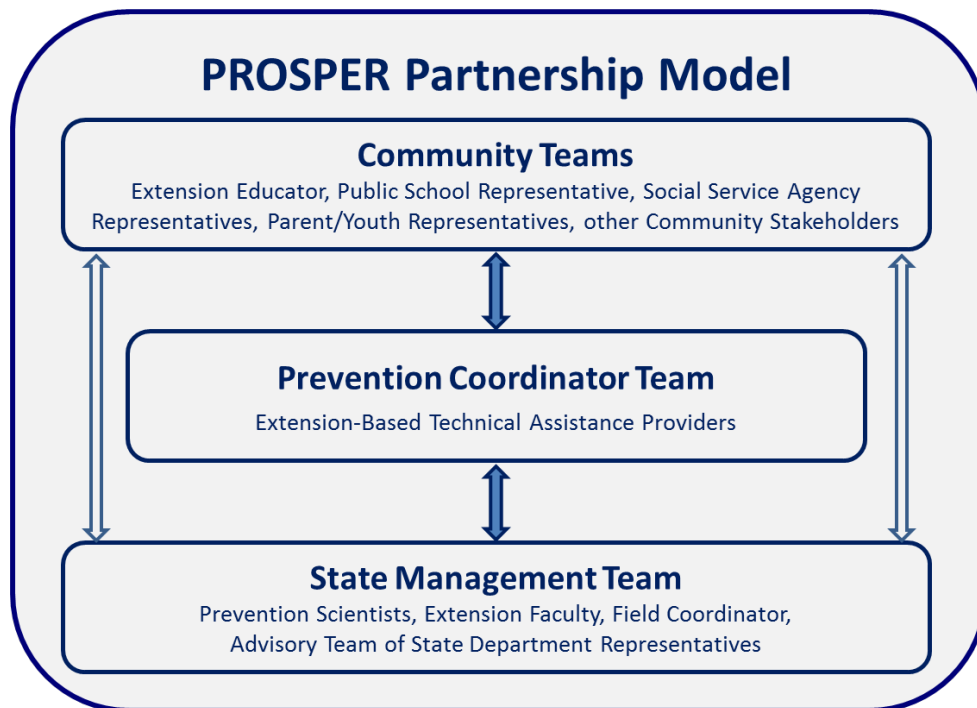 PROSPER Partnership Model
Community Teams
Extension Educator, Public School Representative, Social Service Agency
Representatives, Parent/Youth Representatives, other Community Stakeholders
Prevention Coordinator Team
Extension-Based Technical Assistance Providers
State Management Team
Prevention Scientists, Extension Faculty, Field Coordinator,
Advisory Team of State Department Representatives